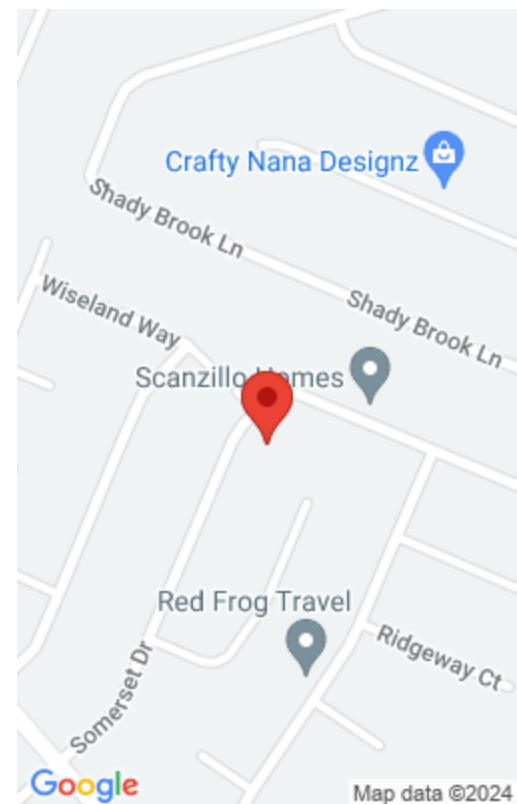 Crafty Nana Designz
Shady Brook Ln
Shady Brook Ln
Wiseland Way
Scanzillo Homes
Red Frog Travel
Ridgeway Ct
Somerset Dr
Google
Map data ©2024